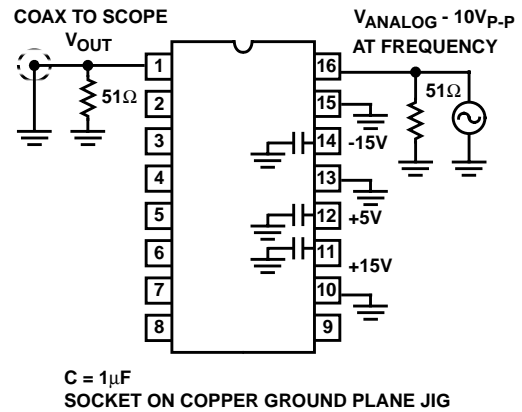 COAX TO SCOPE
VOUT
51Ω
VANALOG - 10VP-P
AT FREQUENCY
51Ω
1
2
3
4
5
6
7
8
16
15
14
13
12
11
10
9
-15V
+5V
+15V
C = 1µF
SOCKET ON COPPER GROUND PLANE JIG